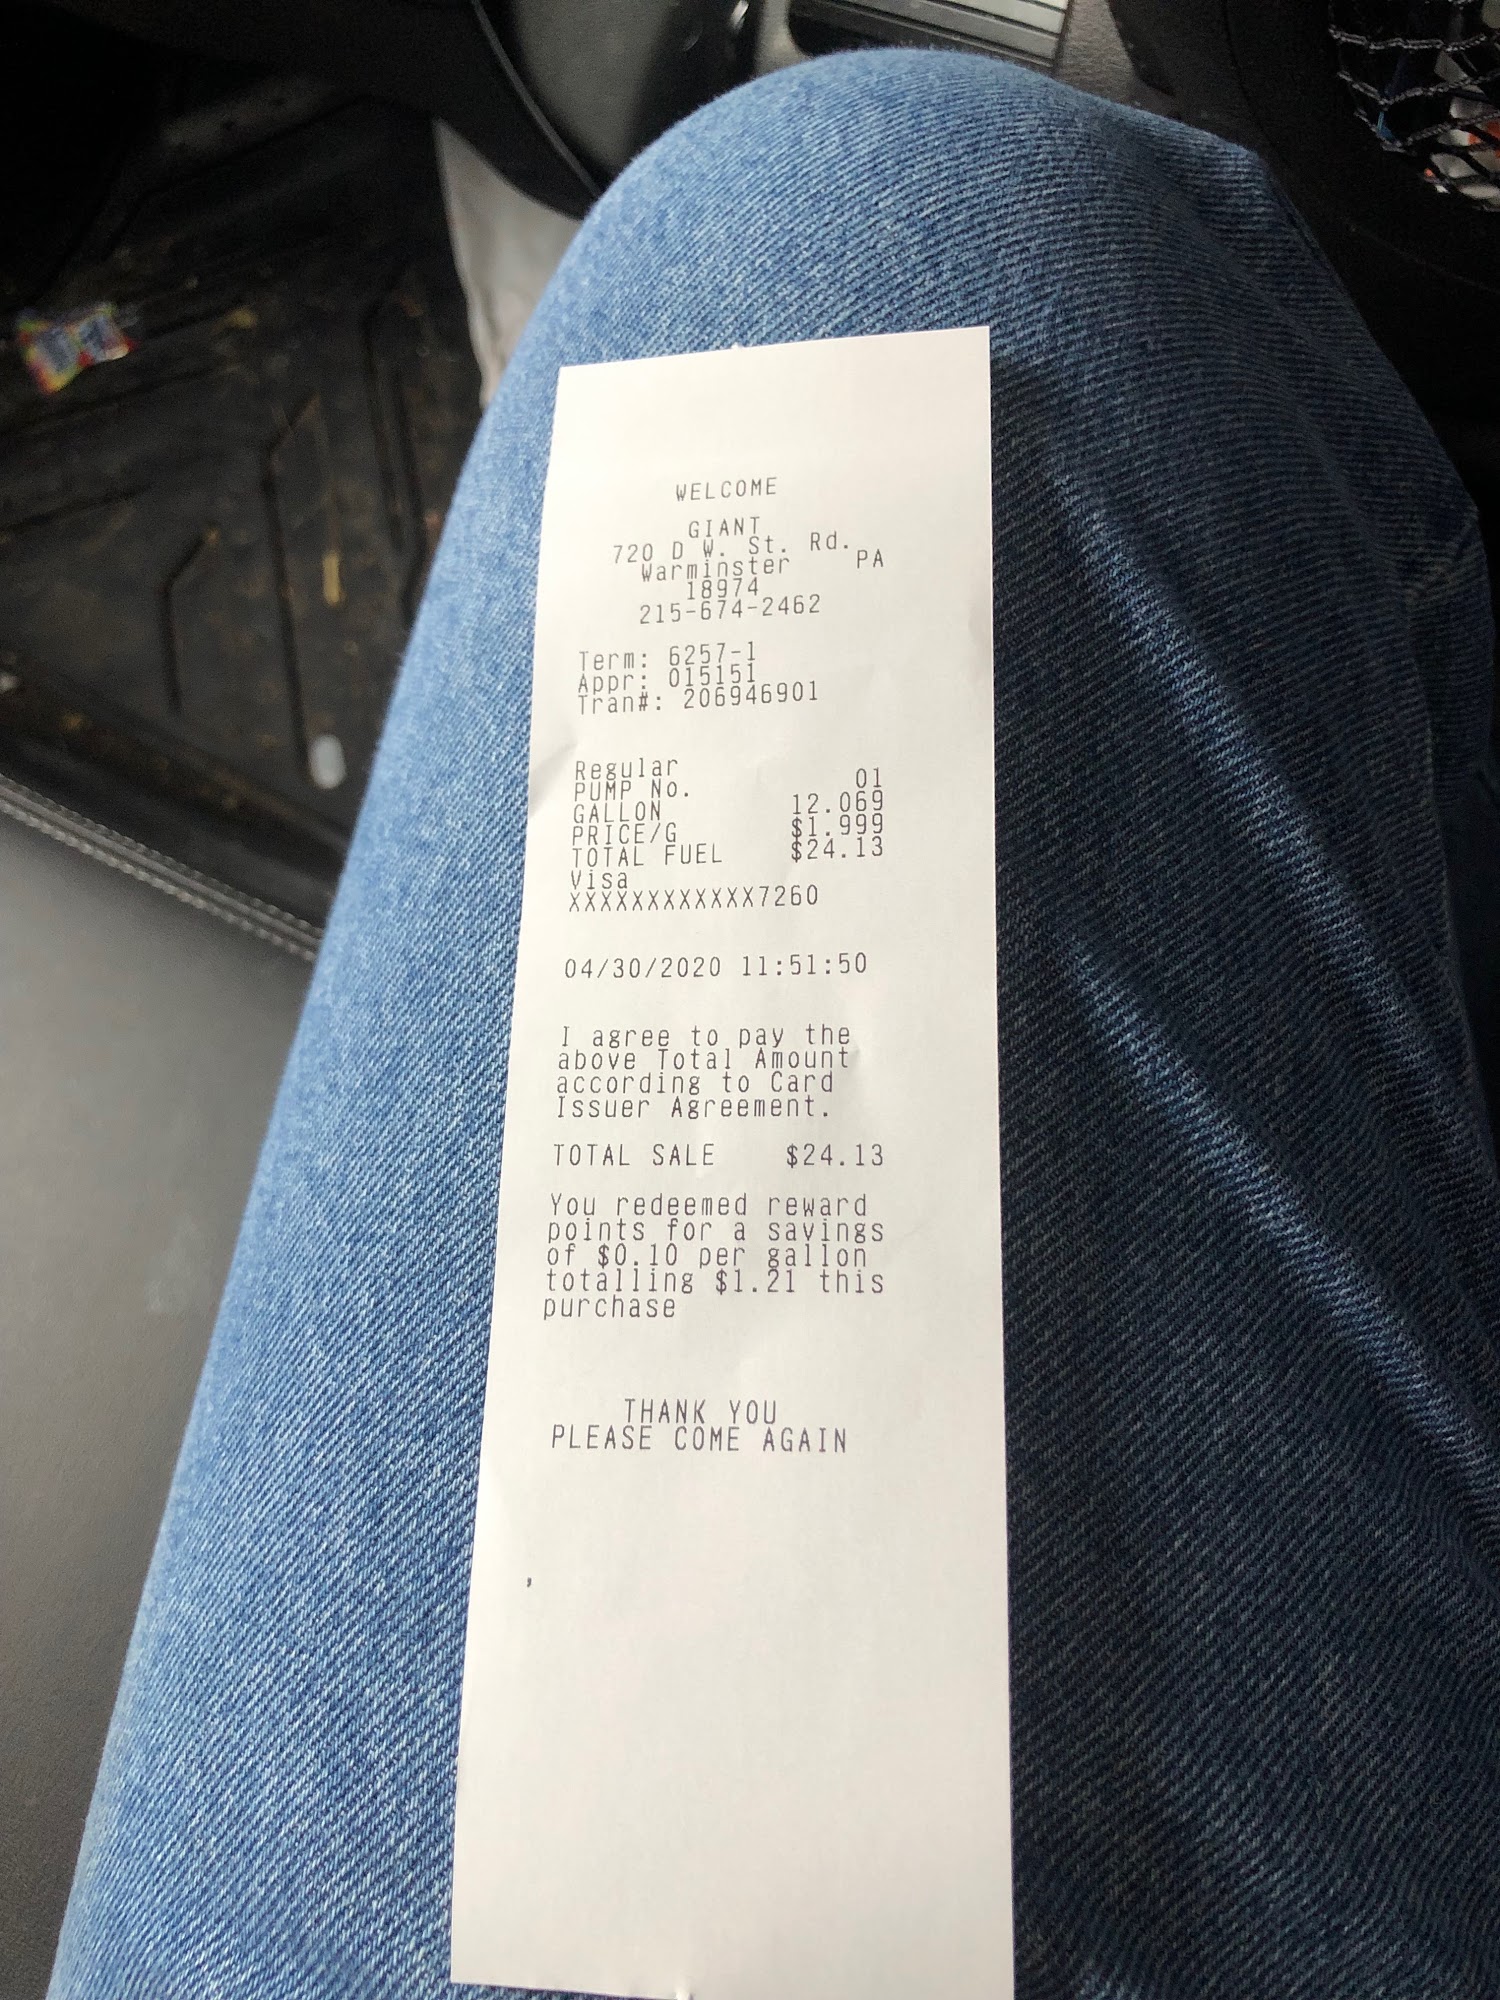 WELCOME
GIANT
720 D W. St. Rd.
Warminster PA
18974
215-674-2462
Term: 6257-1
Appr: 015151
Tran#: 206946901
Regular
PUMP No. 01
GALLON 12.069
PRICE/G $1.999
TOTAL FUEL $24.13
Visa
XXXXXXXXXXXX7260
04/30/2020 11:51:50
I agree to pay the
above Total Amount
according to Card
Issuer Agreement.
TOTAL SALE $24.13
You redeemed reward
points for a savings
of $0.10 per gallon
totalling $1.21 this
purchase
THANK YOU
PLEASE COME AGAIN